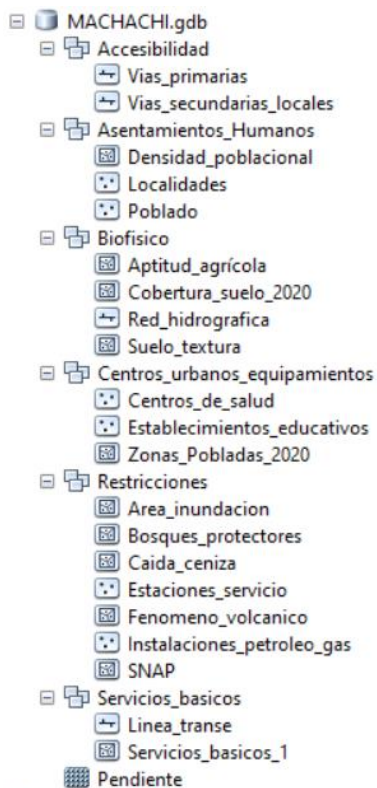 MACHACHI.gdb
Accesibilidad
Vias_primarias
Vias_secundarias_locales
Asentamientos_Humanos
Densidad_poblacional
Localidades
Poblado
Biofisico
Aptitud_agrícola
Cobertura_suelo_2020
Red_hidrografica
Suelo_textura
Centros_urbanos_equipamientos
Centros_de_salud
Establecimientos_educativos
Zonas_Pobladas_2020
Restricciones
Area_inundacion
Bosques_protectores
Caida_ceniza
Estaciones_servicio
Fenomeno_volcanico
Instalaciones_petroleo_gas
SNAP
Servicios_basicos
Linea_transe
Servicios_basicos_1
Pendiente